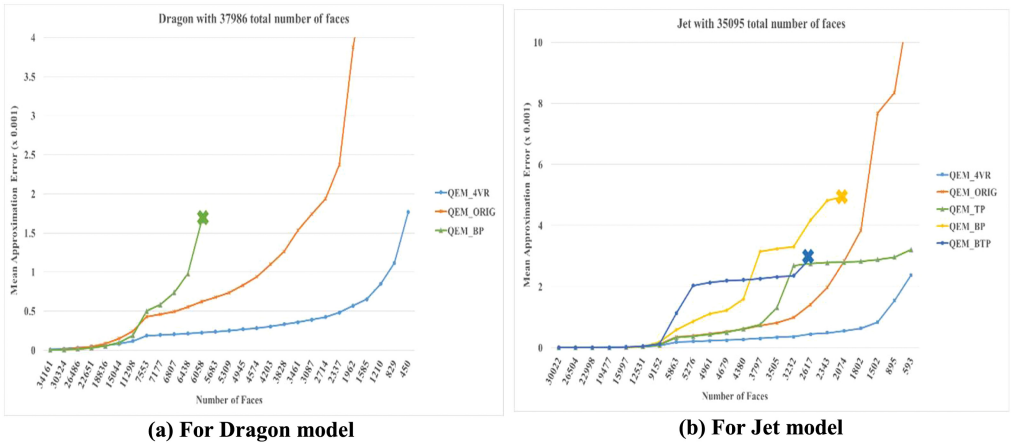 Dragon with 37986 total number of faces
Mean Approximation Error (x 0.001)
4
3.5
3
2.5
2
1.5
1
0.5
0
34161 30324 26486 22651 18836 15044 11298 7553 7177 6807 6438 6058 5683 5309 4945 4574 4203 3828 3461 3087 2714 2337 1962 1585 1210 829 450
Number of Faces
QEM_4VR
QEM_ORIG
QEM_BP
(a) For Dragon model
Jet with 35095 total number of faces
Mean Approximation Error (x 0.001)
10
8
6
4
2
0
30022 26504 22998 19477 15997 12531 9152 5863 5276 4961 4679 4380 3797 3505 3232 2617 2343 2074 1802 1502 895 593
Number of Faces
QEM_4VR
QEM_ORIG
QEM_TP
QEM_BP
QEM_BTP
(b) For Jet model